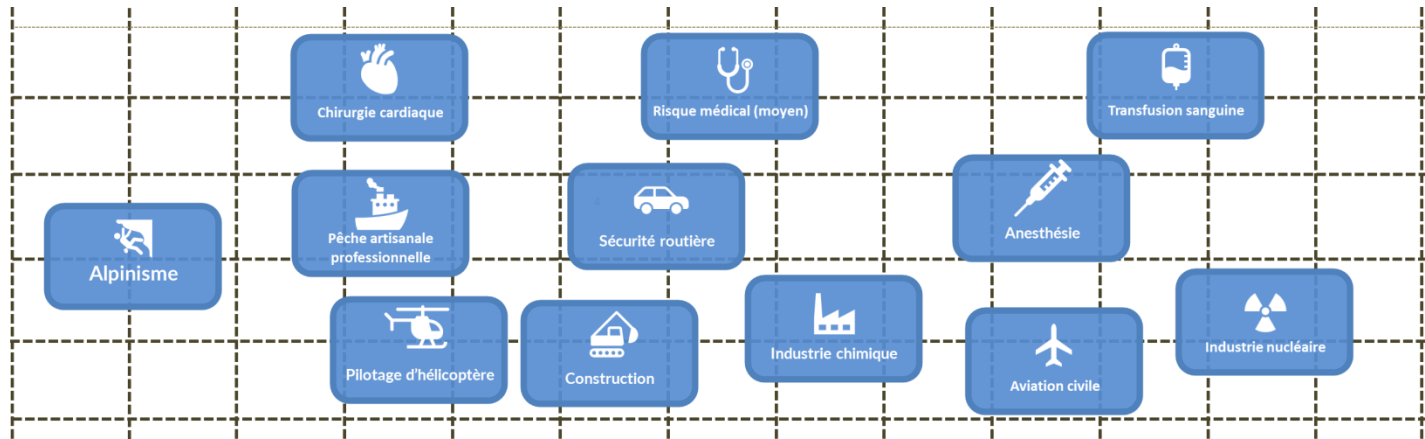 Chirurgie cardiaque
Risque médical (moyen)
Transfusion sanguine
Alpinisme
Pêche artisanale
professionnelle
Sécurité routière
Anesthésie
Pilotage d'hélicoptère
Construction
Industrie chimique
Aviation civile
Industrie nucléaire